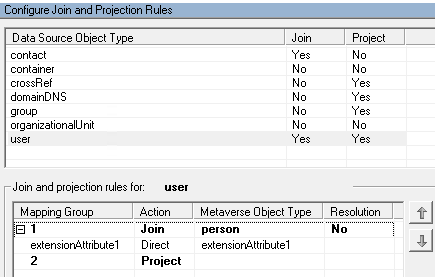 Configure Join and Projection Rules
Data Source Object Type Join Project
contact Yes No
container No No
crossRef No Yes
domainDNS No Yes
group No Yes
organizationalUnit No No
user Yes Yes
Join and projection rules for: user
Mapping Group Action Metaverse Object Type Resolution
1 Join person No
extensionAttribute1 Direct extensionAttribute1
2 Project